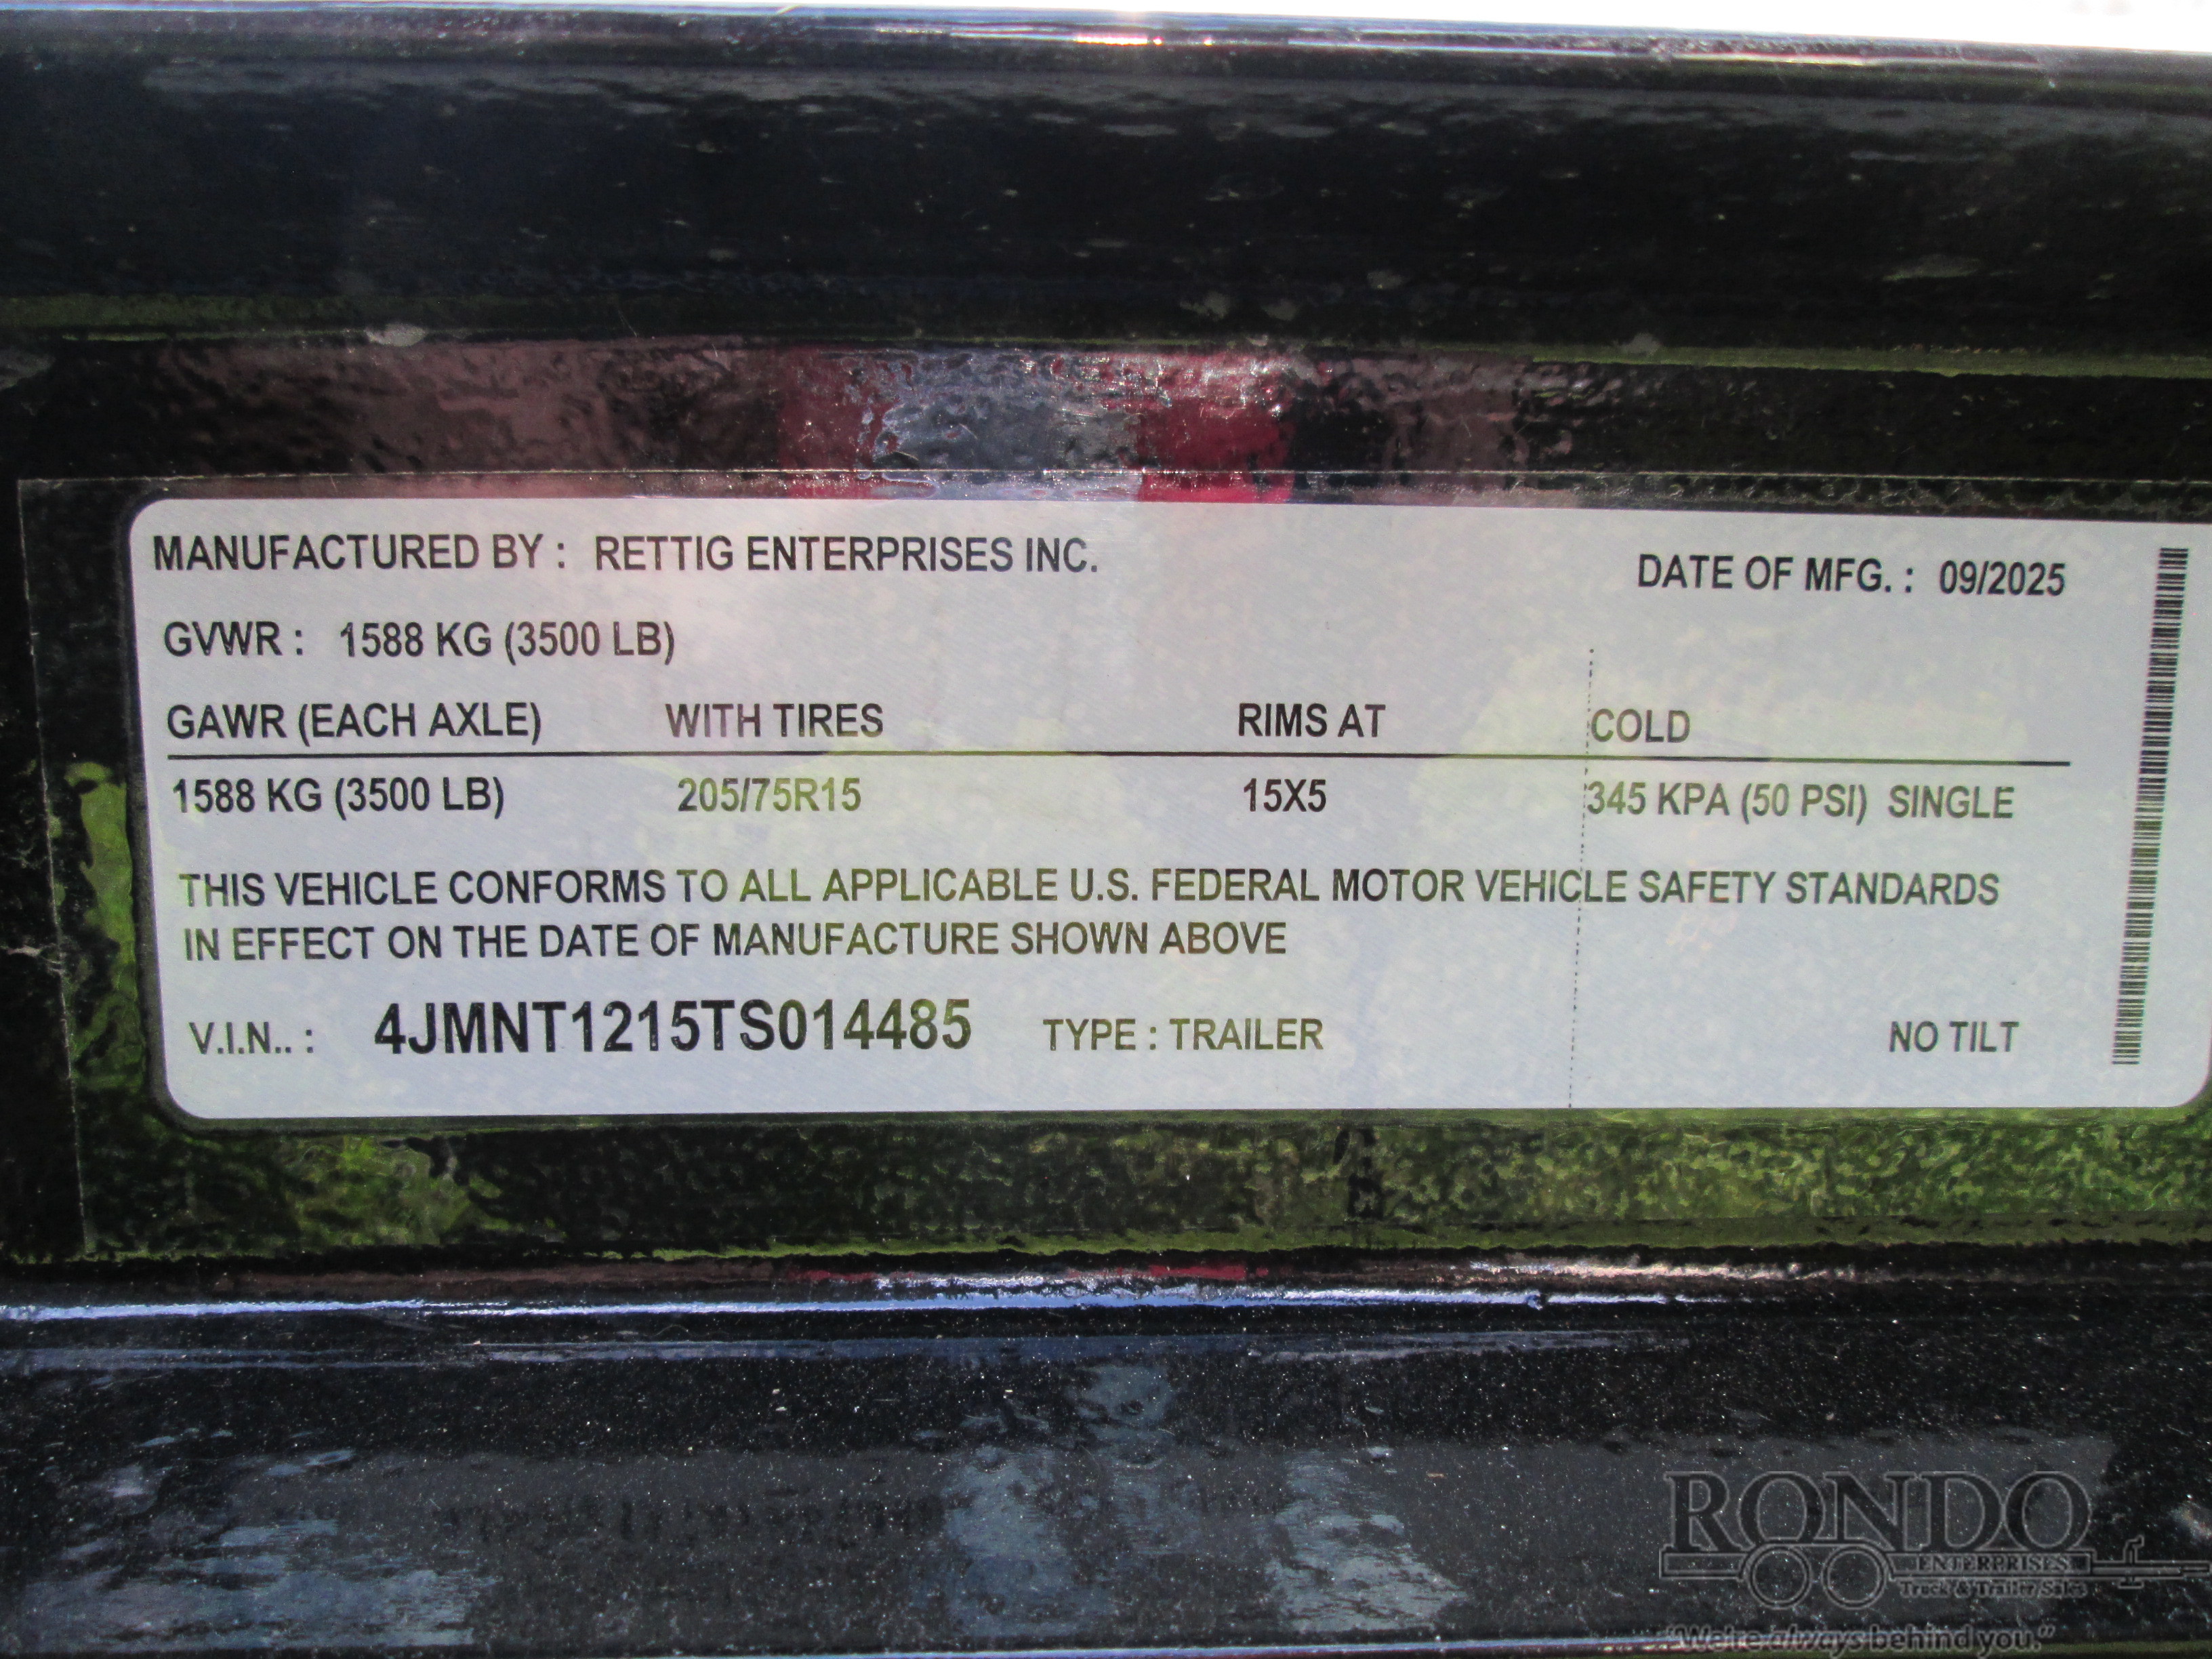 MANUFACTURED BY : RETTIG ENTERPRISES INC.
DATE OF MFG. : 09/2025
GVWR : 1588 KG (3500 LB)
GAWR (EACH AXLE) WITH TIRES RIMS AT COLD
1588 KG (3500 LB) 205/75R15 15X5 345 KPA (50 PSI) SINGLE
THIS VEHICLE CONFORMS TO ALL APPLICABLE U.S. FEDERAL MOTOR VEHICLE SAFETY STANDARDS
IN EFFECT ON THE DATE OF MANUFACTURE SHOWN ABOVE
V.I.N.. : 4JMNT1215TS014485 TYPE : TRAILER NO TILT
RONDO
ENTERPRISES
Truck & Trailer Sales
"We're always behind you."